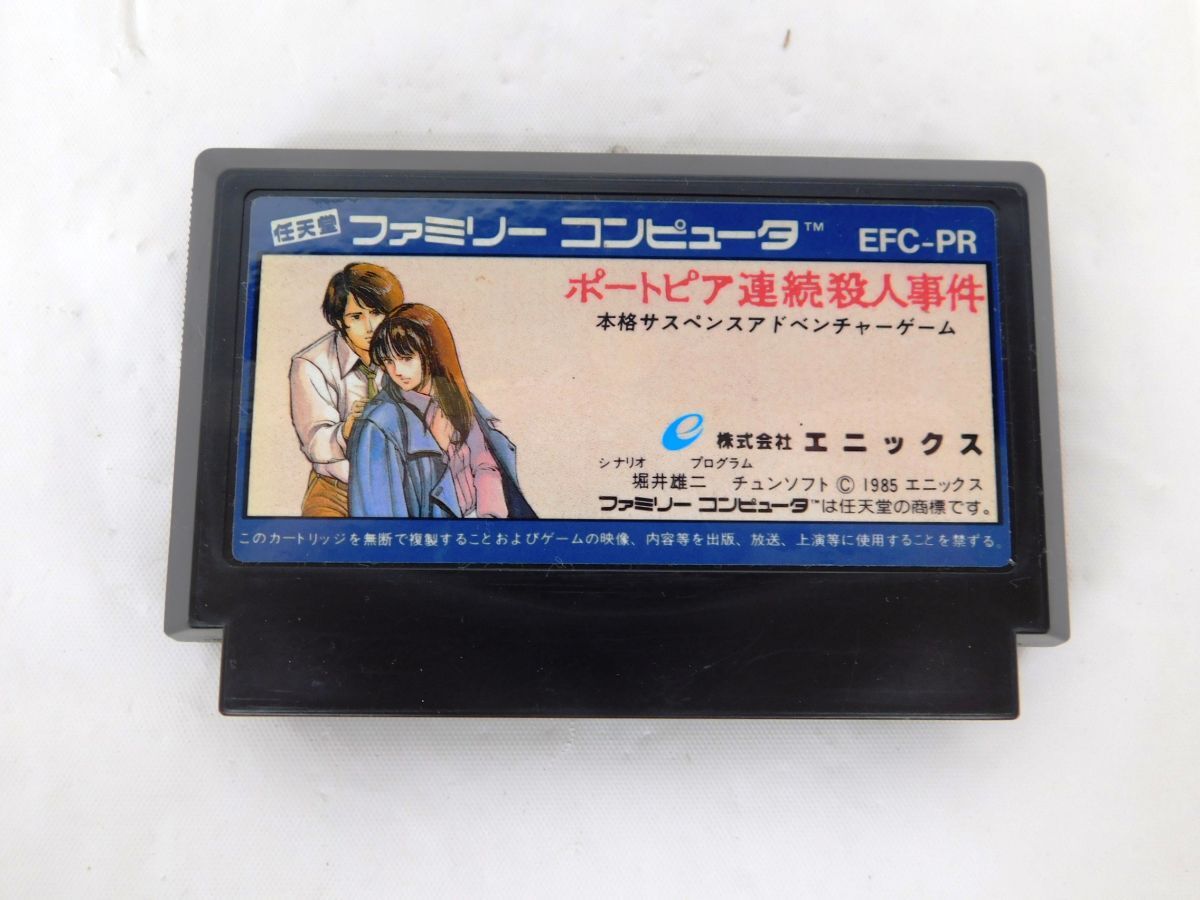 任天堂 ファミリー コンピュータ™ EFC-PR
ポートピア連続殺人事件
本格サスペンスアドベンチャーゲーム
e 株式会社 エニックス
シナリオ プログラム
堀井雄二 チュンソフト © 1985 エニックス
ファミリー コンピュータ™は任天堂の商標です。
このカートリッジを無断で複製することおよびゲームの映像、内容等を出版、放送、上演等に使用することを禁ずる。